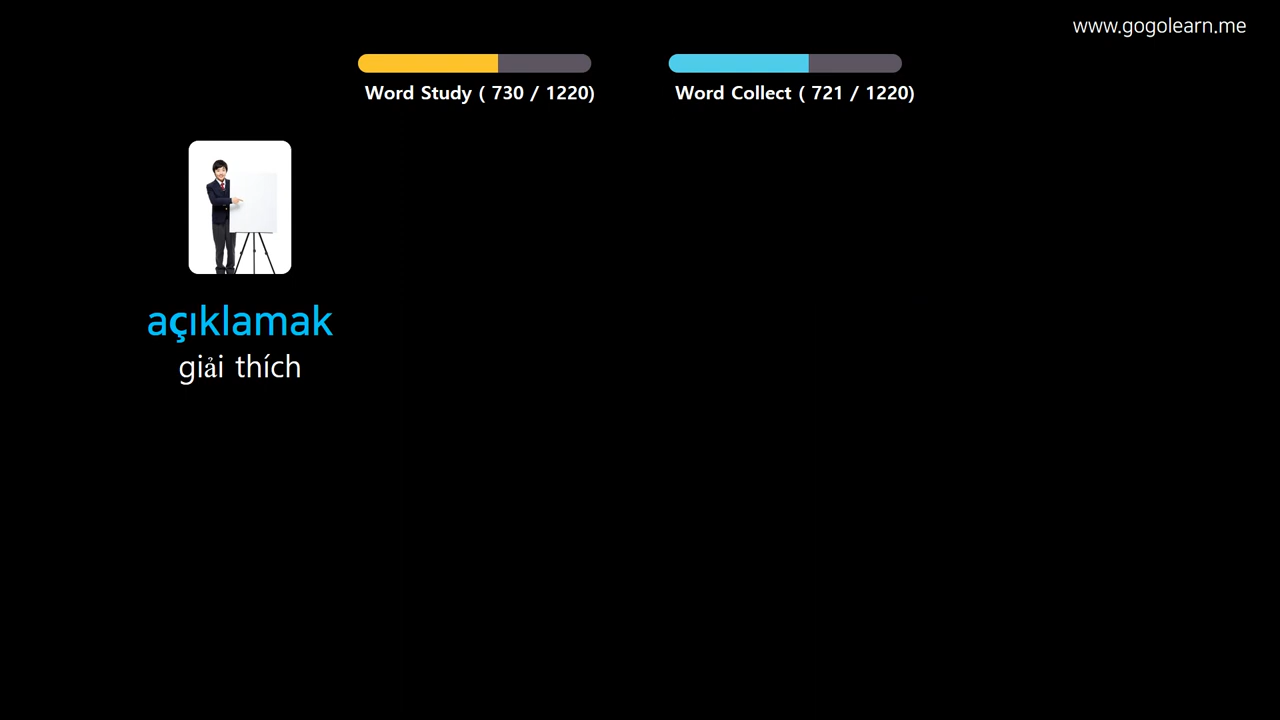 www.gogolearn.me
Word Study ( 730 / 1220)
Word Collect ( 721 / 1220)
açıklamak
giải thích